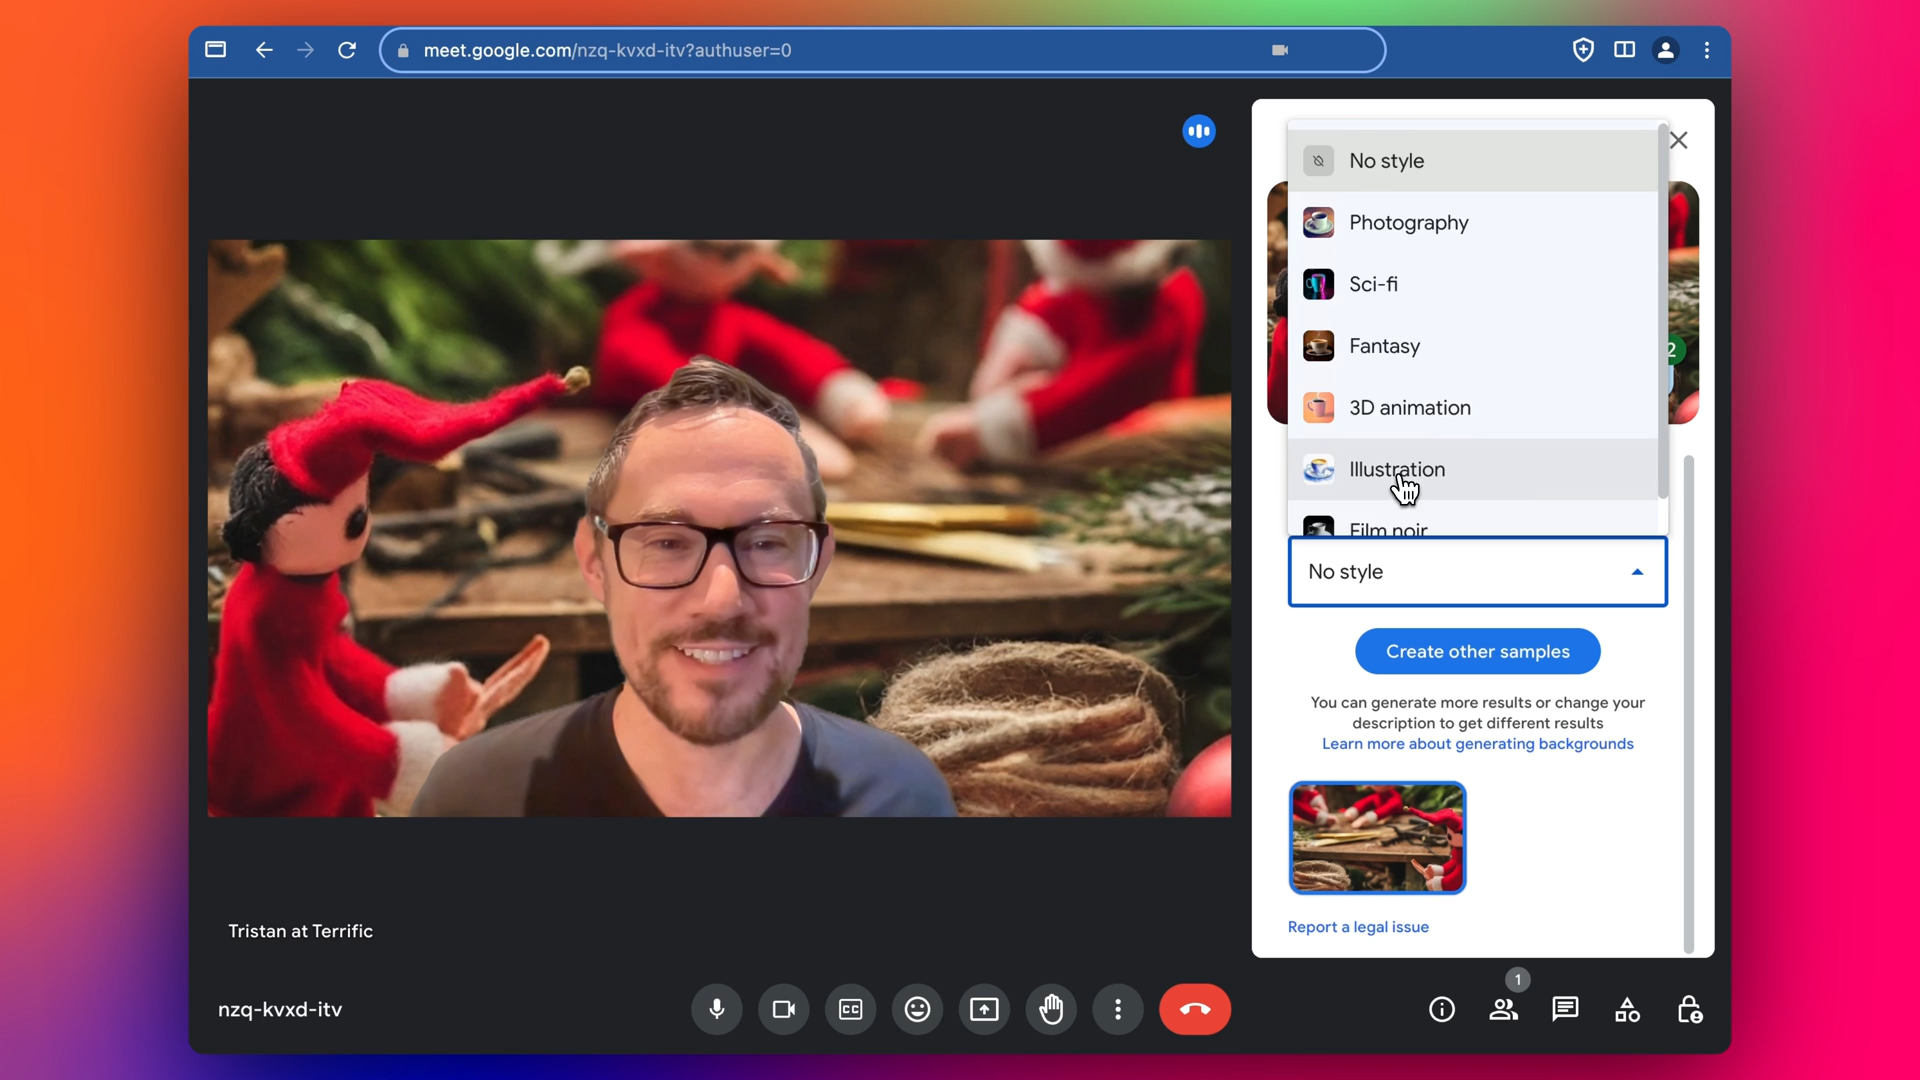 meet.google.com/nzq-kvxd-itv?authuser=0
No style
Photography
Sci-fi
Fantasy
2
3D animation
Illustration
Film noir
No style
Create other samples
You can generate more results or change your
description to get different results
Learn more about generating backgrounds
Report a legal issue
Tristan at Terrific
nzq-kvxd-itv
CC
1